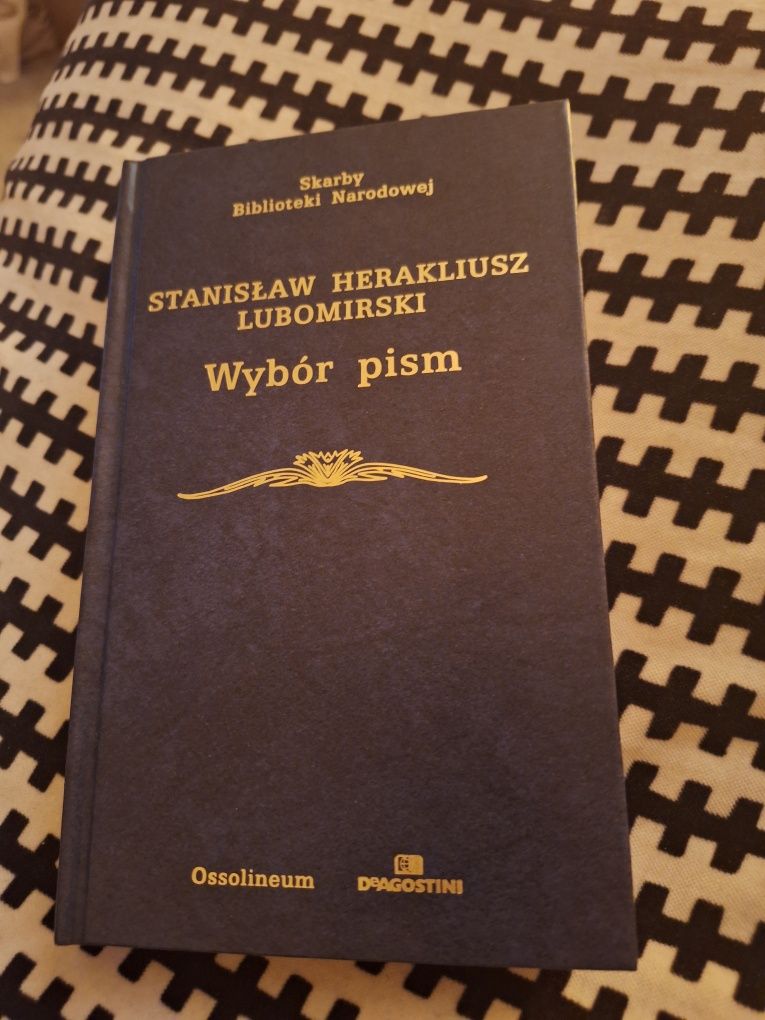 Skarby
Biblioteki Narodowej
STANISŁAW HERAKLIUSZ
LUBOMIRSKI
Wybór pism
Ossolineum
DeAGOSTINI